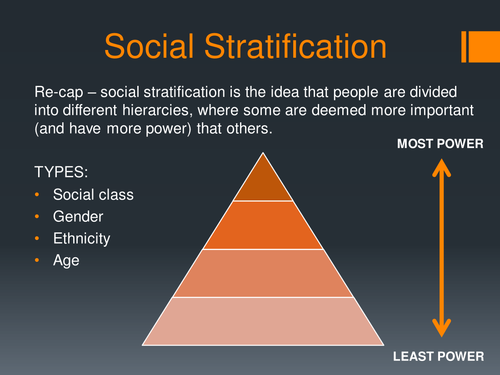 Social Stratification
Re-cap – social stratification is the idea that people are divided
into different hierarcies, where some are deemed more important
(and have more power) that others.
MOST POWER
TYPES:
• Social class
• Gender
• Ethnicity
• Age
LEAST POWER